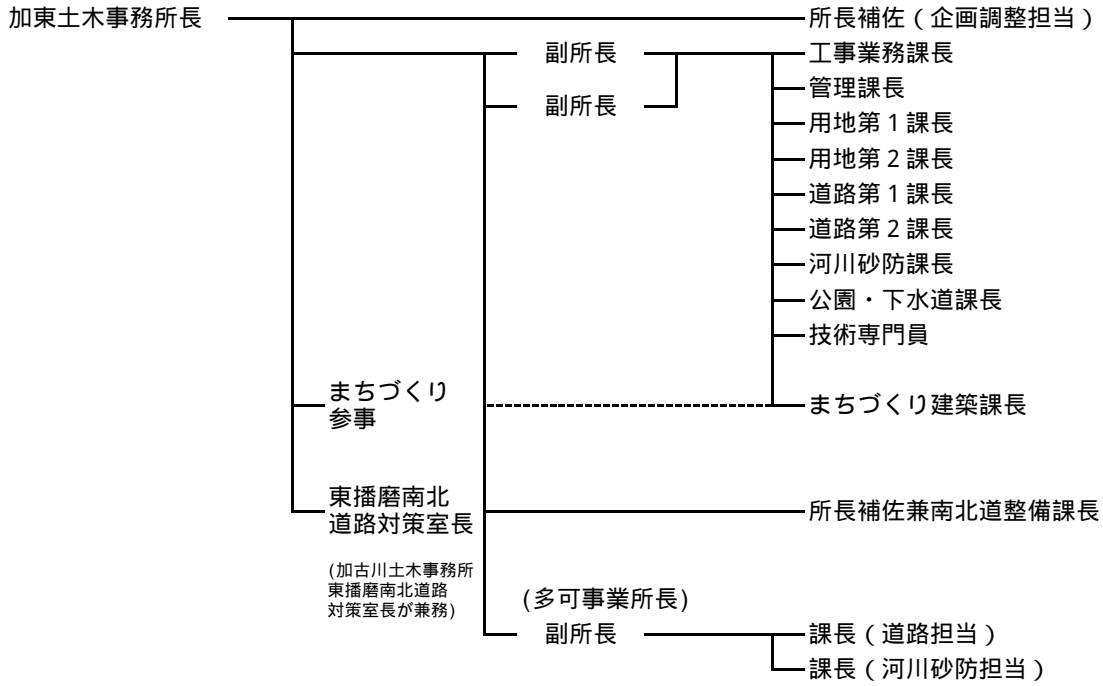 加東土木事務所長
所長補佐（企画調整担当）
副所長
工事業務課長
管理課長
副所長
用地第１課長
用地第２課長
道路第１課長
道路第２課長
河川砂防課長
公園・下水道課長
技術専門員
まちづくり
参事
まちづくり建築課長
東播磨南北
道路対策室長
所長補佐兼南北道整備課長
(加古川土木事務所
東播磨南北道路
対策室長が兼務)
(多可事業所長)
副所長
課長（道路担当）
課長（河川砂防担当）